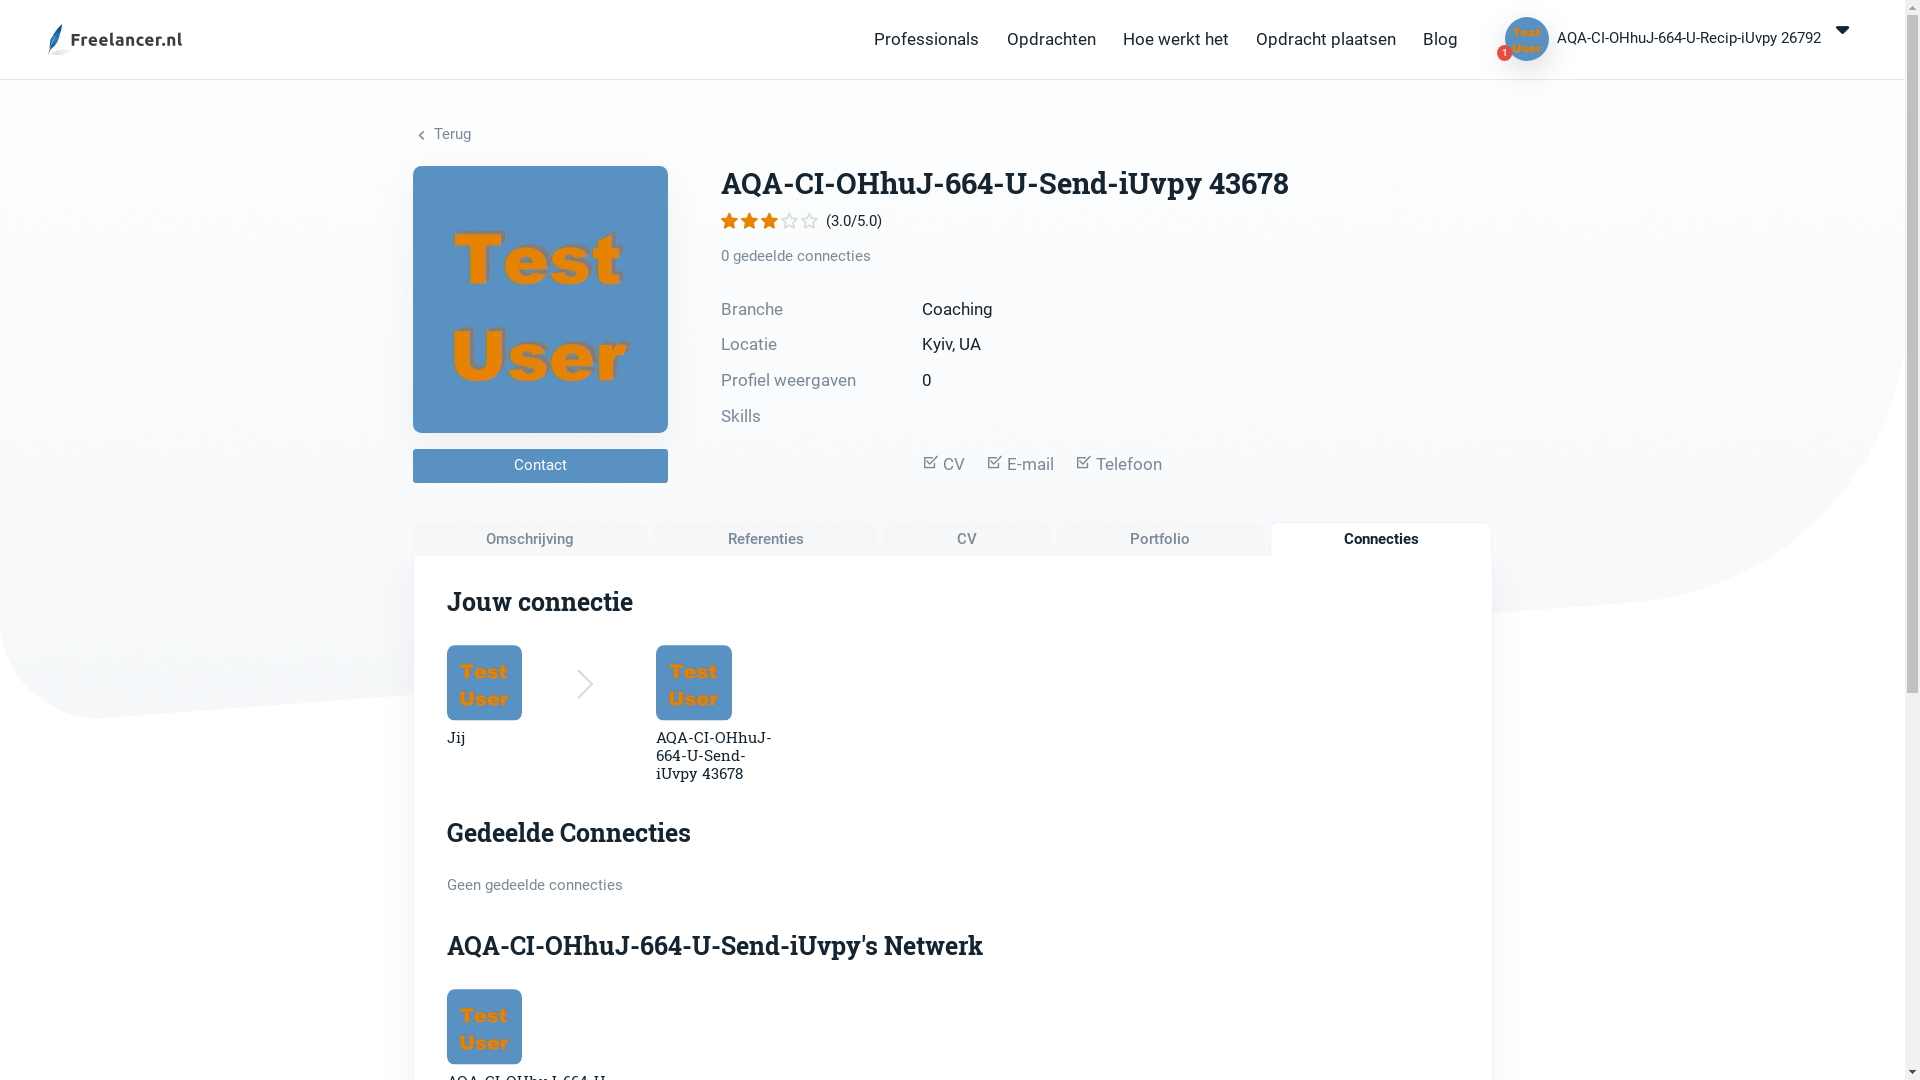 Freelancer.nl
Professionals
Opdrachten
Hoe werkt het
Opdracht plaatsen
Blog
Test
User
1
AQA-CI-OHhuJ-664-U-Recip-iUvpy 26792
Terug
Test
User
AQA-CI-OHhuJ-664-U-Send-iUvpy 43678
(3.0/5.0)
0 gedeelde connecties
Branche
Coaching
Locatie
Kyiv, UA
Profiel weergaven
0
Skills
Contact
CV
E-mail
Telefoon
Omschrijving
Referenties
CV
Portfolio
Connecties
Jouw connectie
Test
User
Jij
Test
User
AQA-CI-OHhuJ-
664-U-Send-
iUvpy 43678
Gedeelde Connecties
Geen gedeelde connecties
AQA-CI-OHhuJ-664-U-Send-iUvpy's Netwerk
Test
User
AQA-CI-OHhuJ-664-U-